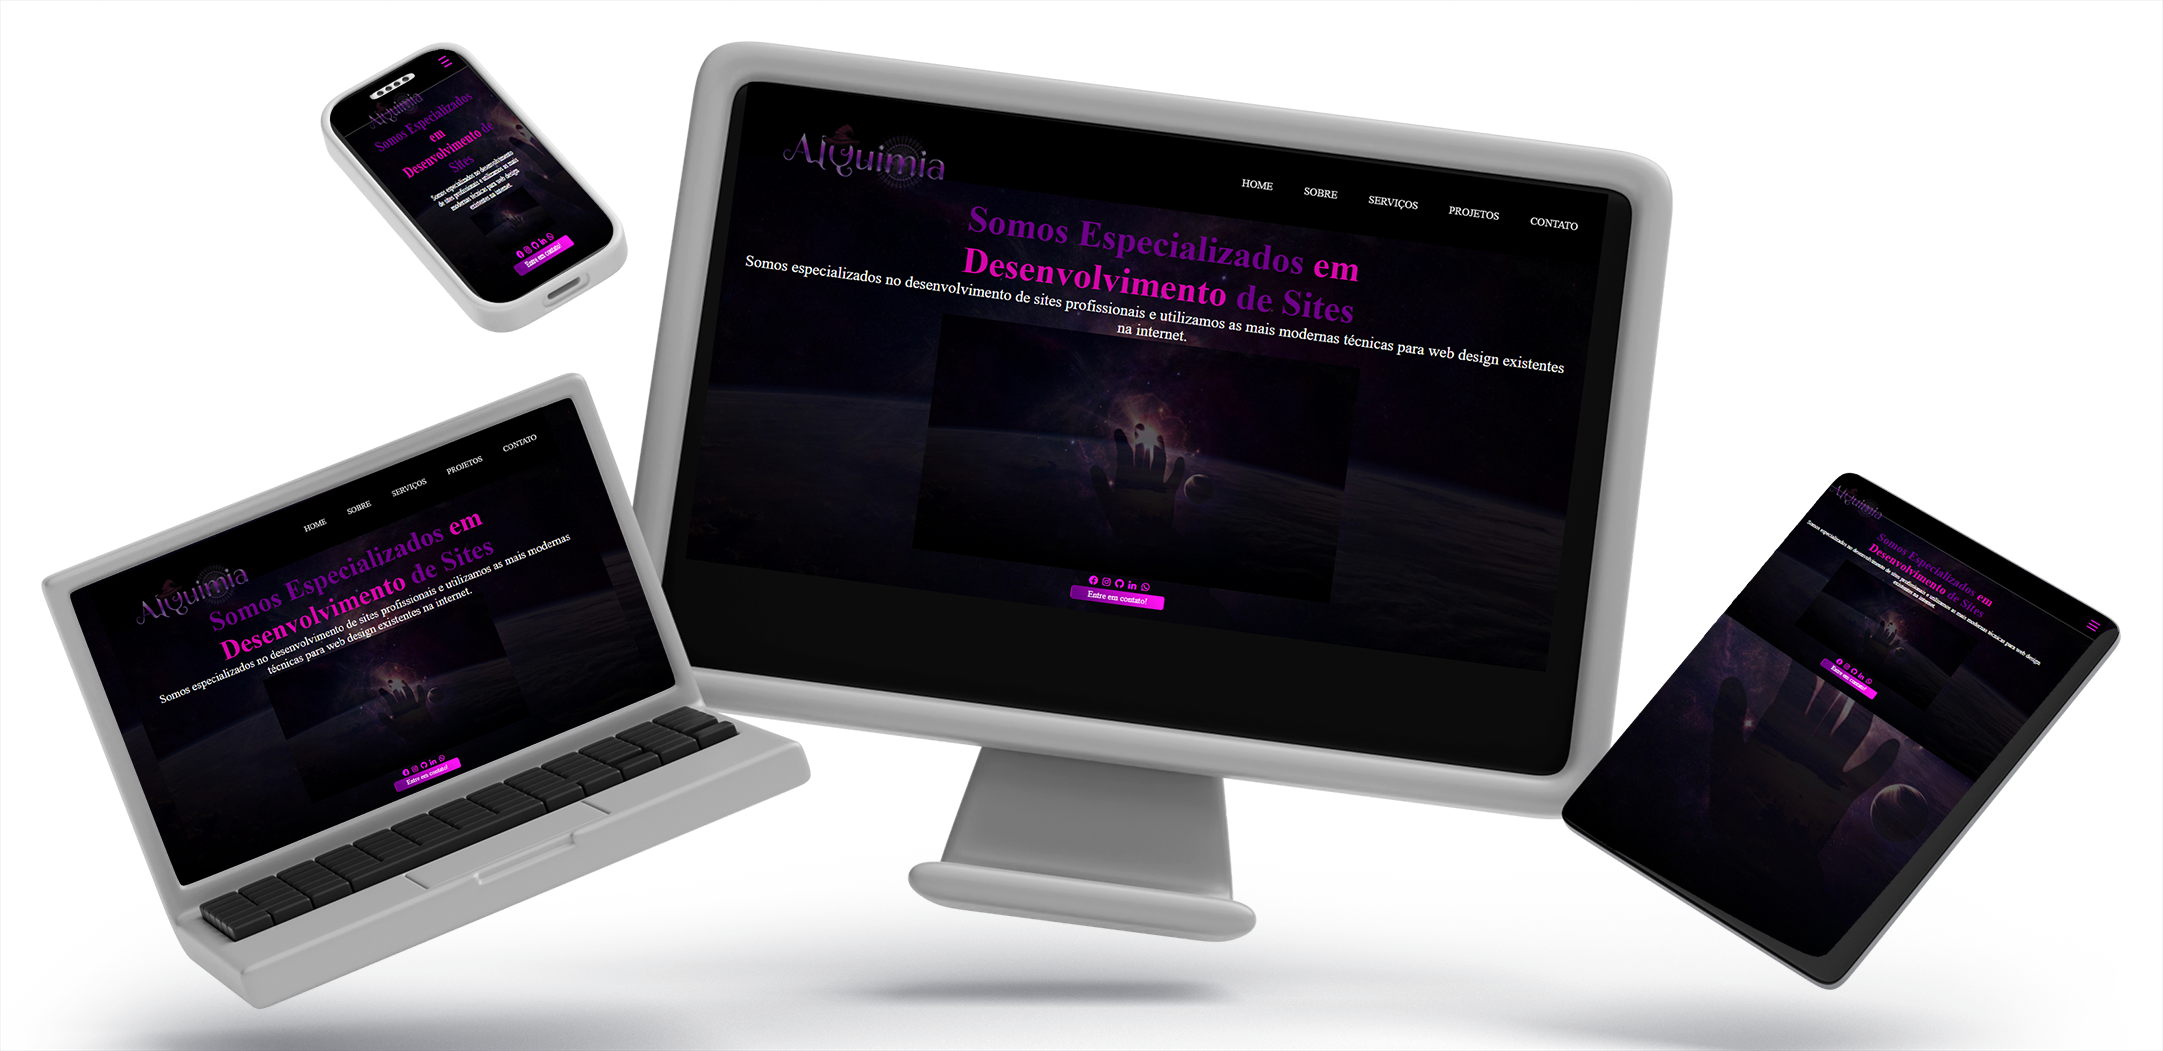 Alquimia
Somos Especializados
em
Desenvolvimento de
Sites
Somos especializados no desenvolvimento
de sites profissionais e utilizamos as mais
modernas técnicas para web design
existentes na internet.
Entre em contato!
Alquimia
HOME SOBRE SERVIÇOS PROJETOS CONTATO
Somos Especializados em
Desenvolvimento de Sites
Somos especializados no desenvolvimento de sites profissionais e utilizamos as mais modernas técnicas para web design existentes
na internet.
Entre em contato!
HOME SOBRE SERVIÇOS PROJETOS CONTATO
Alquimia
Somos Especializados em
Desenvolvimento de Sites
Somos especializados no desenvolvimento de sites profissionais e utilizamos as mais modernas
técnicas para web design existentes na internet.
Entre em contato!
Alquimia
Somos Especializados em
Desenvolvimento de Sites
Somos especializados no desenvolvimento de sites profissionais e utilizamos as mais modernas técnicas para web design
existentes na internet.
Entre em contato!